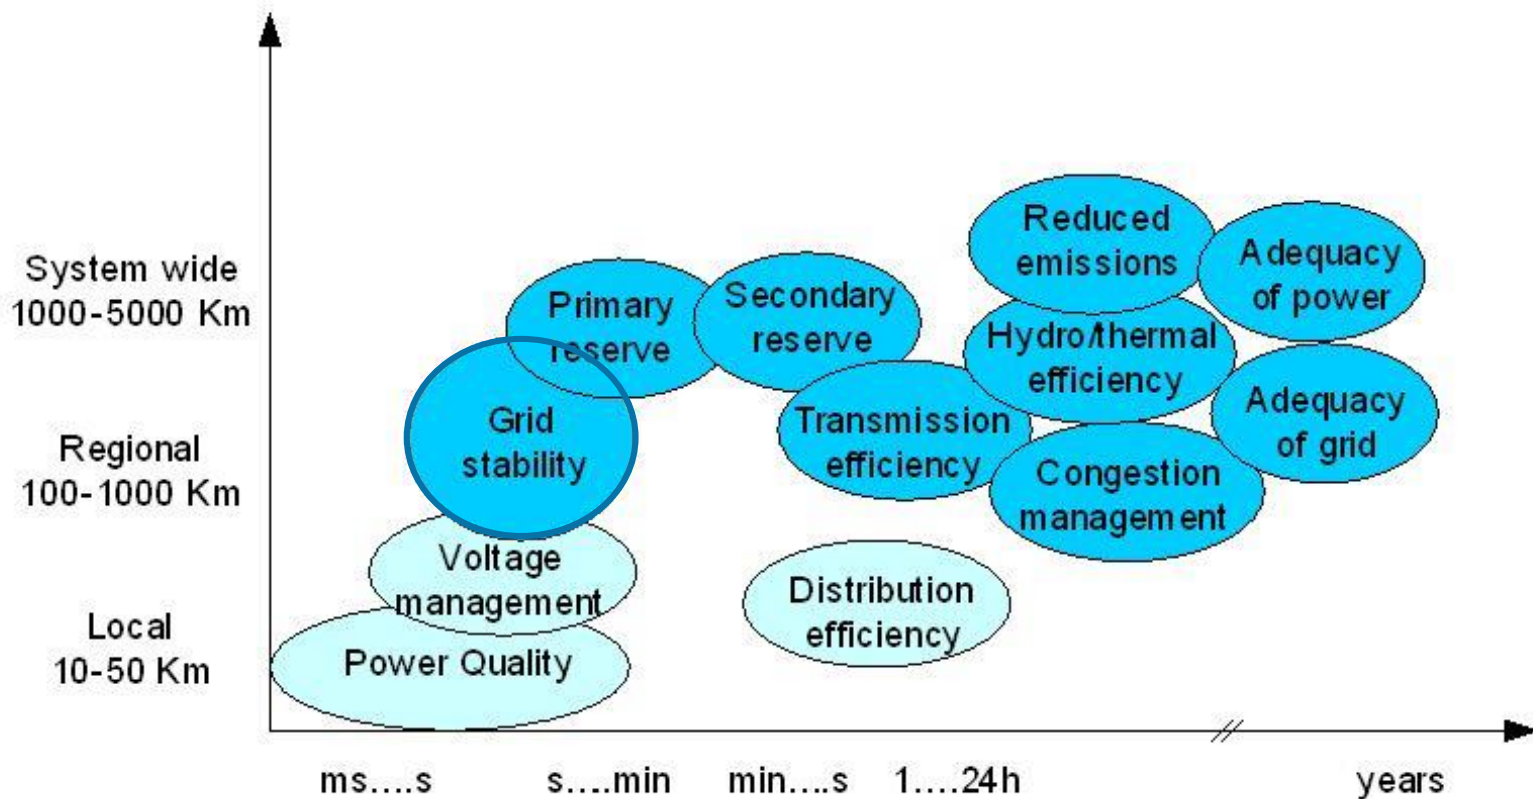 System wide
1000-5000 Km
Regional
100-1000 Km
Local
10-50 Km
Reduced
emissions
Adequacy
of power
Primary
reserve
Secondary
reserve
Hydro/thermal
efficiency
Grid
stability
Transmission
efficiency
Adequacy
of grid
Congestion
management
Voltage
management
Distribution
efficiency
Power Quality
ms....s
s....min
min....s
1....24h
years